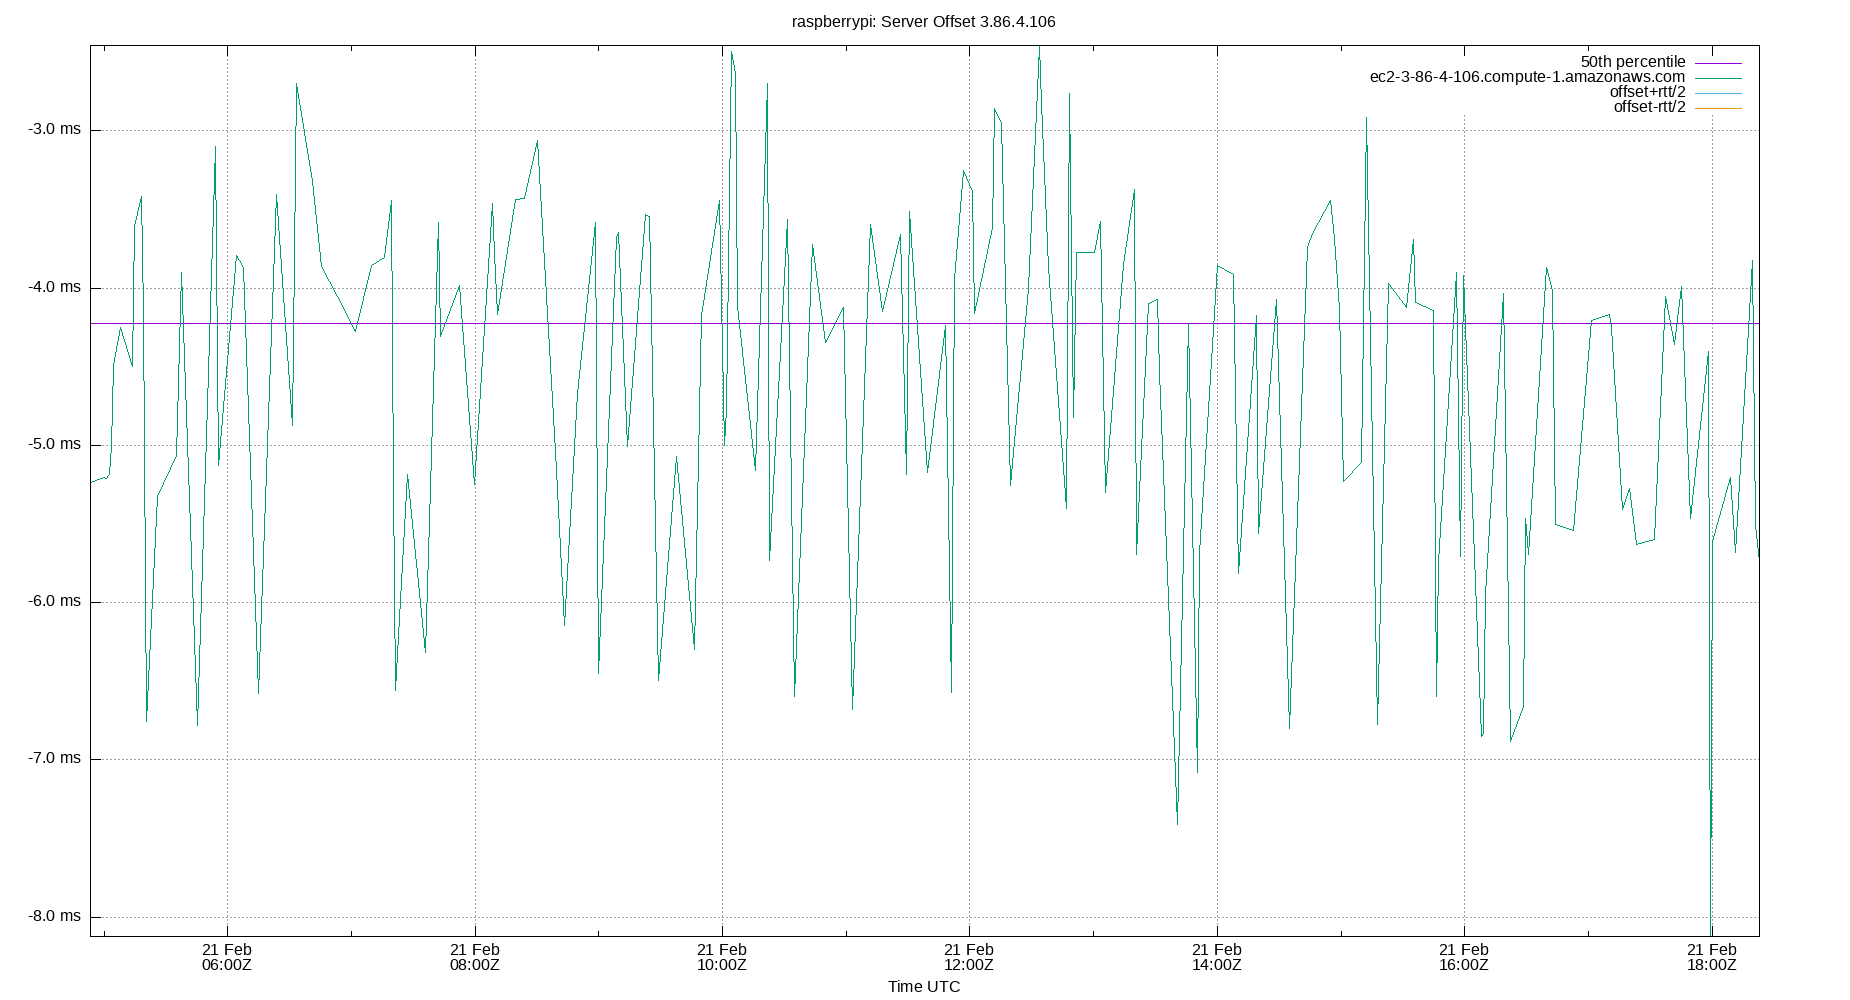 raspberrypi: Server Offset 3.86.4.106
50th percentile
ec2-3-86-4-106.compute-1.amazonaws.com
offset+rtt/2
offset-rtt/2
-3.0 ms
-4.0 ms
-5.0 ms
-6.0 ms
-7.0 ms
-8.0 ms
21 Feb 21 Feb 21 Feb 21 Feb 21 Feb 21 Feb 21 Feb
06:00Z 08:00Z 10:00Z 12:00Z 14:00Z 16:00Z 18:00Z
Time UTC